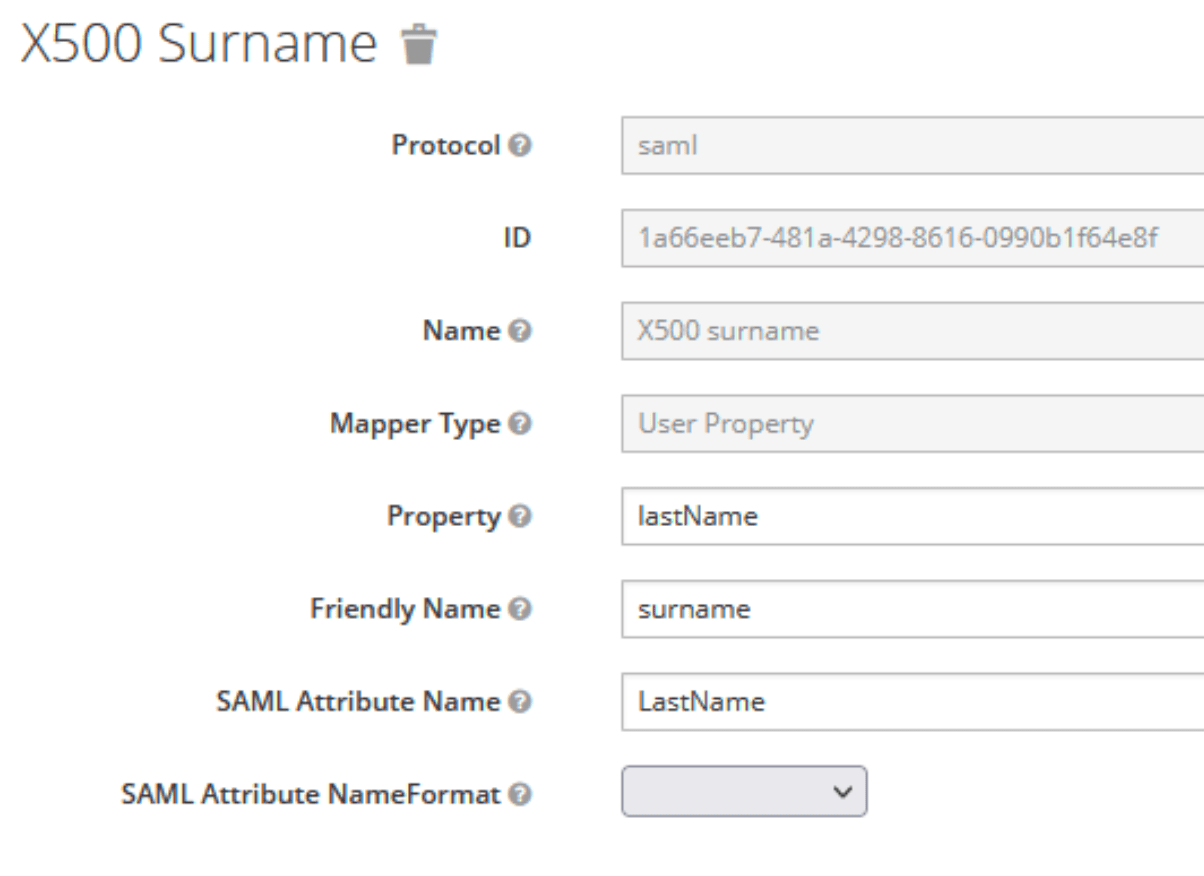 X500 Surname
Protocol saml
ID 1a66eeb7-481a-4298-8616-0990b1f64e8f
Name X500 surname
Mapper Type User Property
Property lastName
Friendly Name surname
SAML Attribute Name LastName
SAML Attribute NameFormat